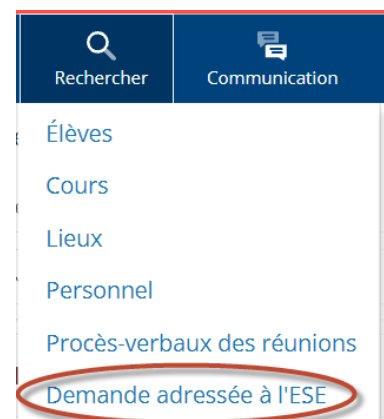 Rechercher
Communication
Élèves
Cours
Lieux
Personnel
Procès-verbaux des réunions
Demande adressée à l'ESE